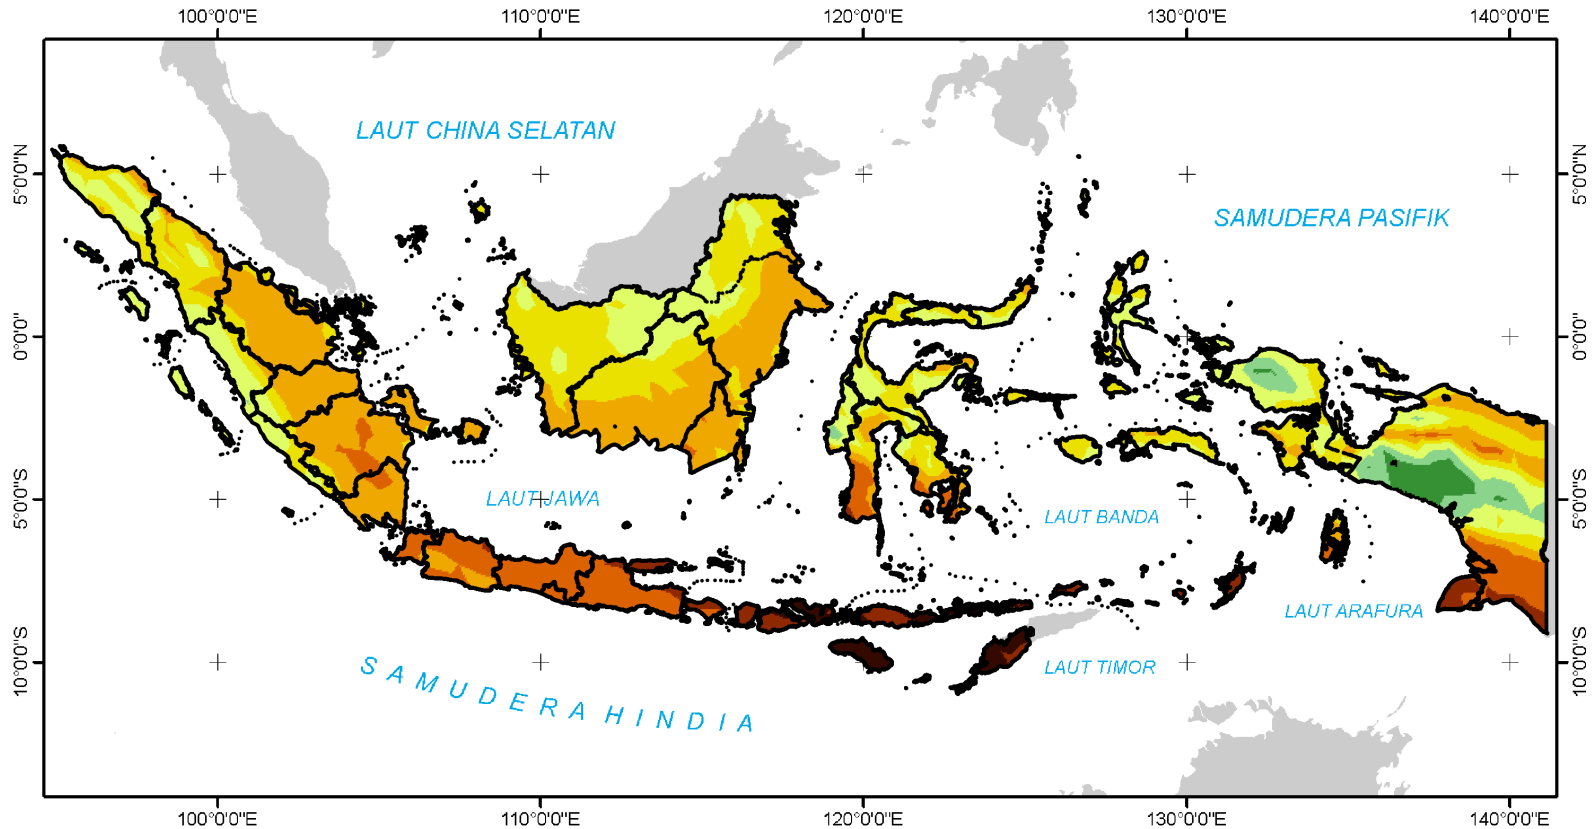 100°0'0"E 110°0'0"E 120°0'0"E 130°0'0"E 140°0'0"E
LAUT CHINA SELATAN
5°0'0"N 5°0'0"N
SAMUDERA PASIFIK
0°0'0" 0°0'0"
5°0'0"S 5°0'0"S
LAUT JAWA
LAUT BANDA
LAUT ARAFURA
10°0'0"S 10°0'0"S
LAUT TIMOR
SAMUDERA HINDIA
100°0'0"E 110°0'0"E 120°0'0"E 130°0'0"E 140°0'0"E